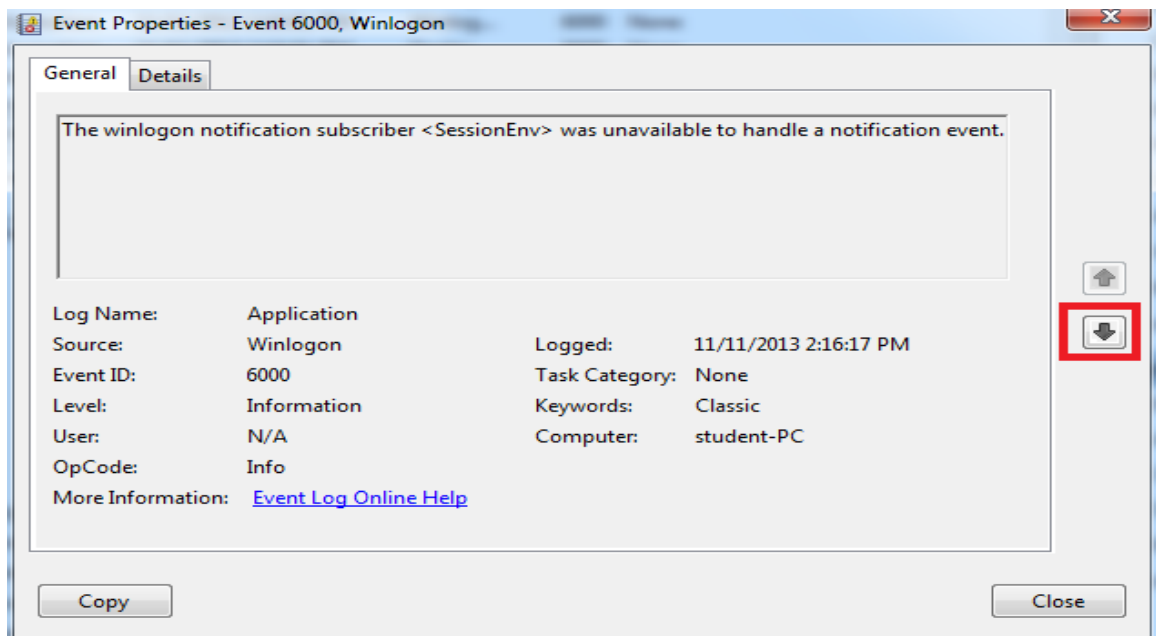 Event Properties - Event 6000, Winlogon
General Details
The winlogon notification subscriber <SessionEnv> was unavailable to handle a notification event.
Log Name: Application
Source: Winlogon Logged: 11/11/2013 2:16:17 PM
Event ID: 6000 Task Category: None
Level: Information Keywords: Classic
User: N/A Computer: student-PC
OpCode: Info
More Information: Event Log Online Help
Copy Close